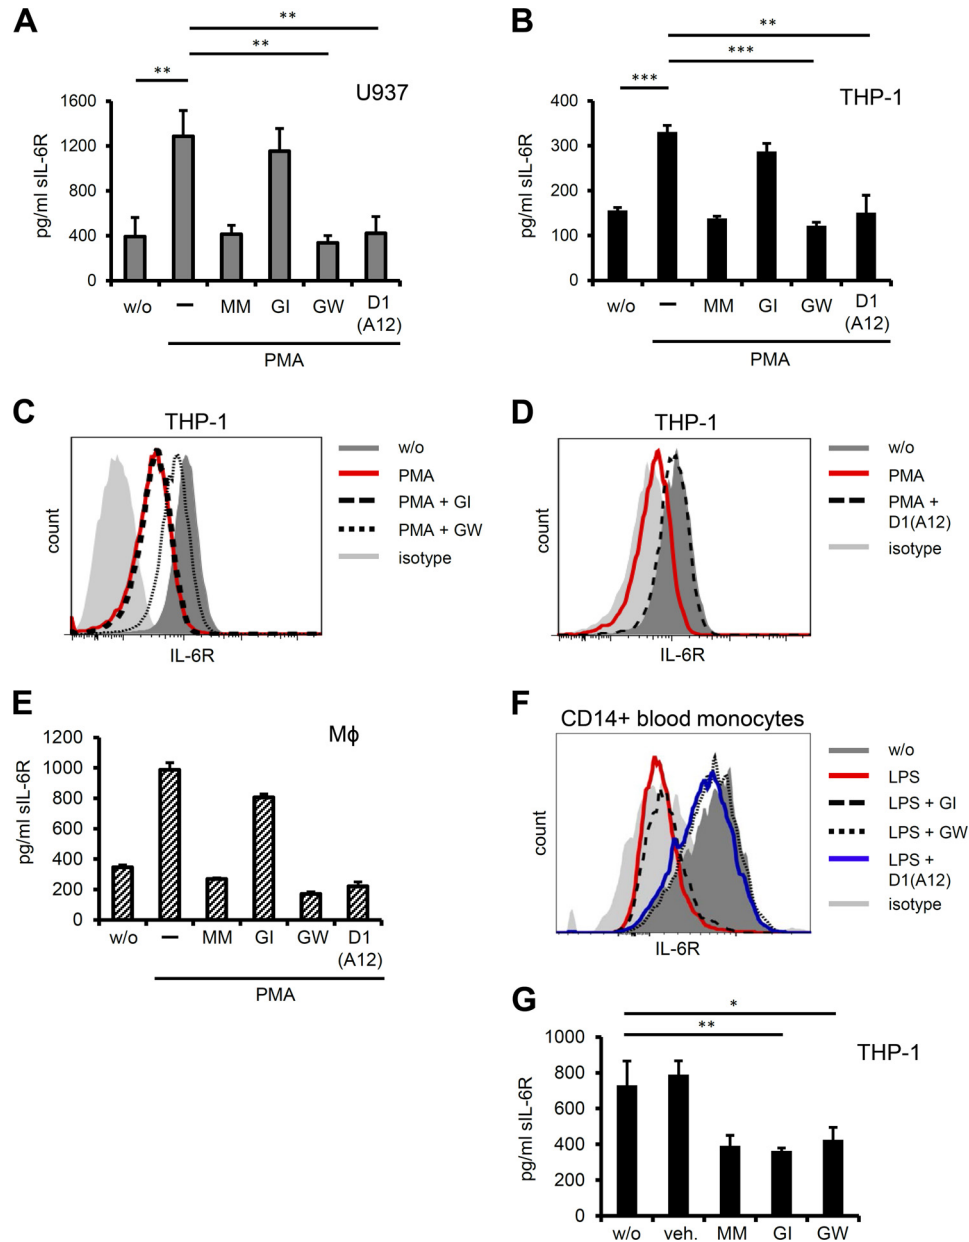 A
**
**
**
U937
pg/ml sIL-6R
1600
1200
800
400
0
w/o
–
MM
GI
GW
D1
(A12)
PMA
B
**
***
***
THP-1
pg/ml sIL-6R
400
300
200
100
0
w/o
–
MM
GI
GW
D1
(A12)
PMA
C
THP-1
count
IL-6R
w/o
PMA
PMA + GI
PMA + GW
isotype
D
THP-1
count
IL-6R
w/o
PMA
PMA +
D1(A12)
isotype
E
Mϕ
pg/ml sIL-6R
1200
1000
800
600
400
200
0
w/o
–
MM
GI
GW
D1
(A12)
PMA
F
CD14+ blood monocytes
count
IL-6R
w/o
LPS
LPS + GI
LPS + GW
LPS +
D1(A12)
isotype
G
*
**
THP-1
pg/ml sIL-6R
1000
800
600
400
200
0
w/o
veh.
MM
GI
GW